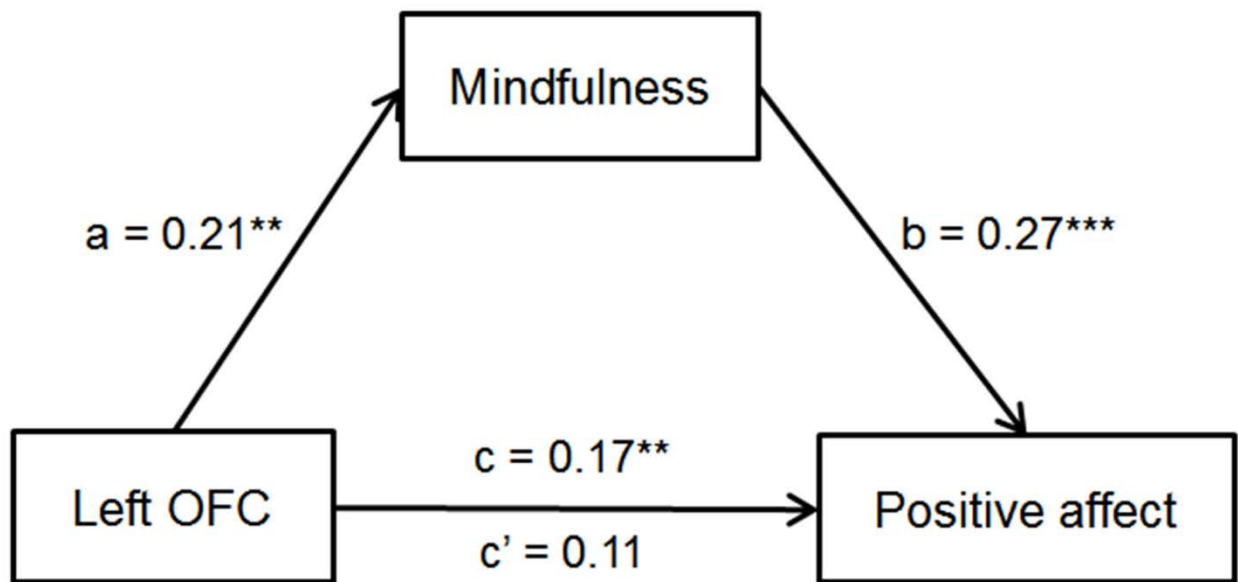 Mindfulness
a = 0.21**
b = 0.27***
c = 0.17**
Left OFC
Positive affect
c’ = 0.11